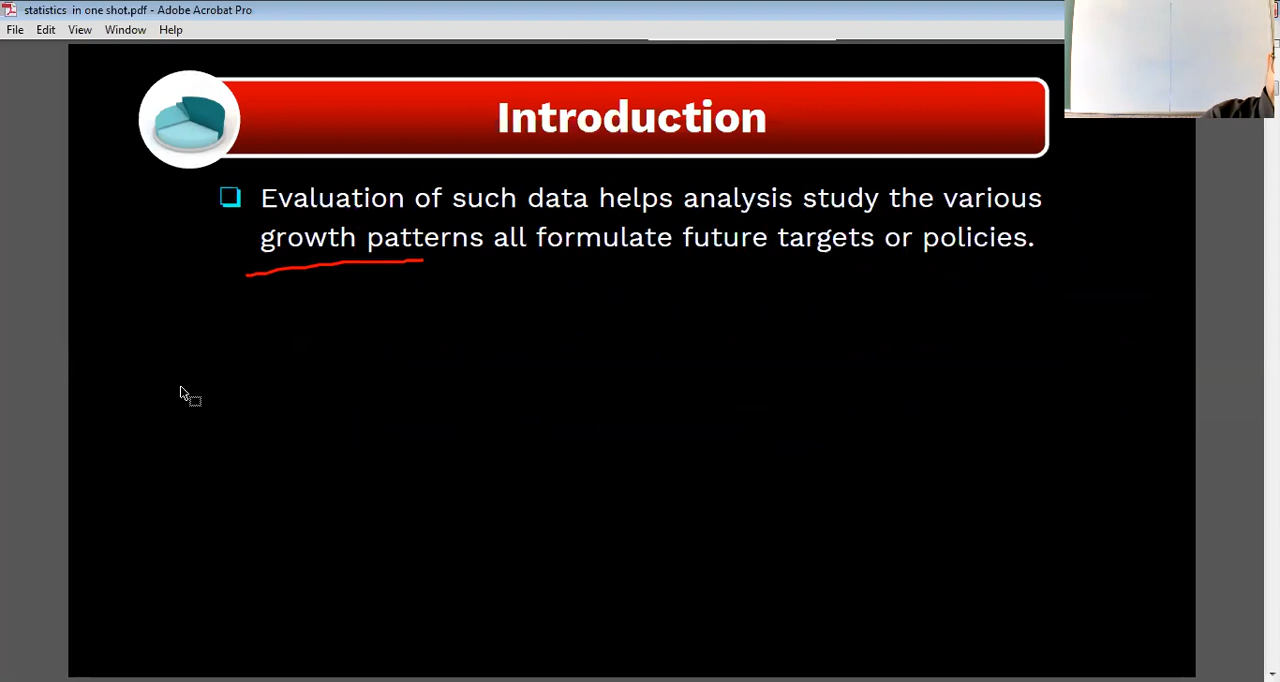 statistics in one shot.pdf - Adobe Acrobat Pro
File Edit View Window Help
Introduction
Evaluation of such data helps analysis study the various
growth patterns all formulate future targets or policies.